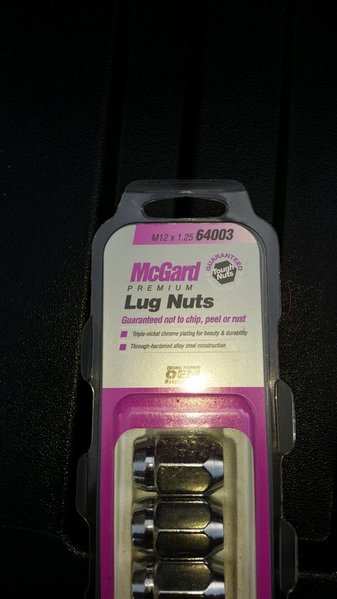 M12 x 1.25 64003
McGard
GUARANTEED
Tough
Nuts
PREMIUM
Lug Nuts
Guaranteed not to chip, peel or rust
Triple-nickel chrome plating for beauty & durability
Through-hardened alloy steel construction
OEM